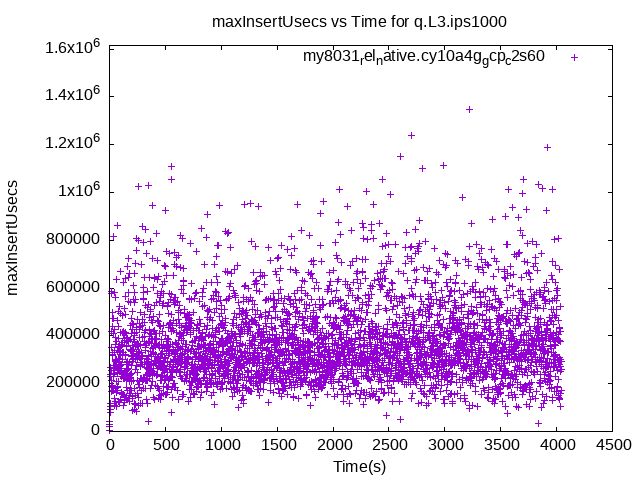 maxInsertUsecs vs Time for q.L3.ips1000
my8031relnative.cy10a4ggcpc2s60
1.6x10^6
1.4x10^6
1.2x10^6
1x10^6
800000
600000
400000
200000
0
maxInsertUsecs
0 500 1000 1500 2000 2500 3000 3500 4000 4500
Time(s)